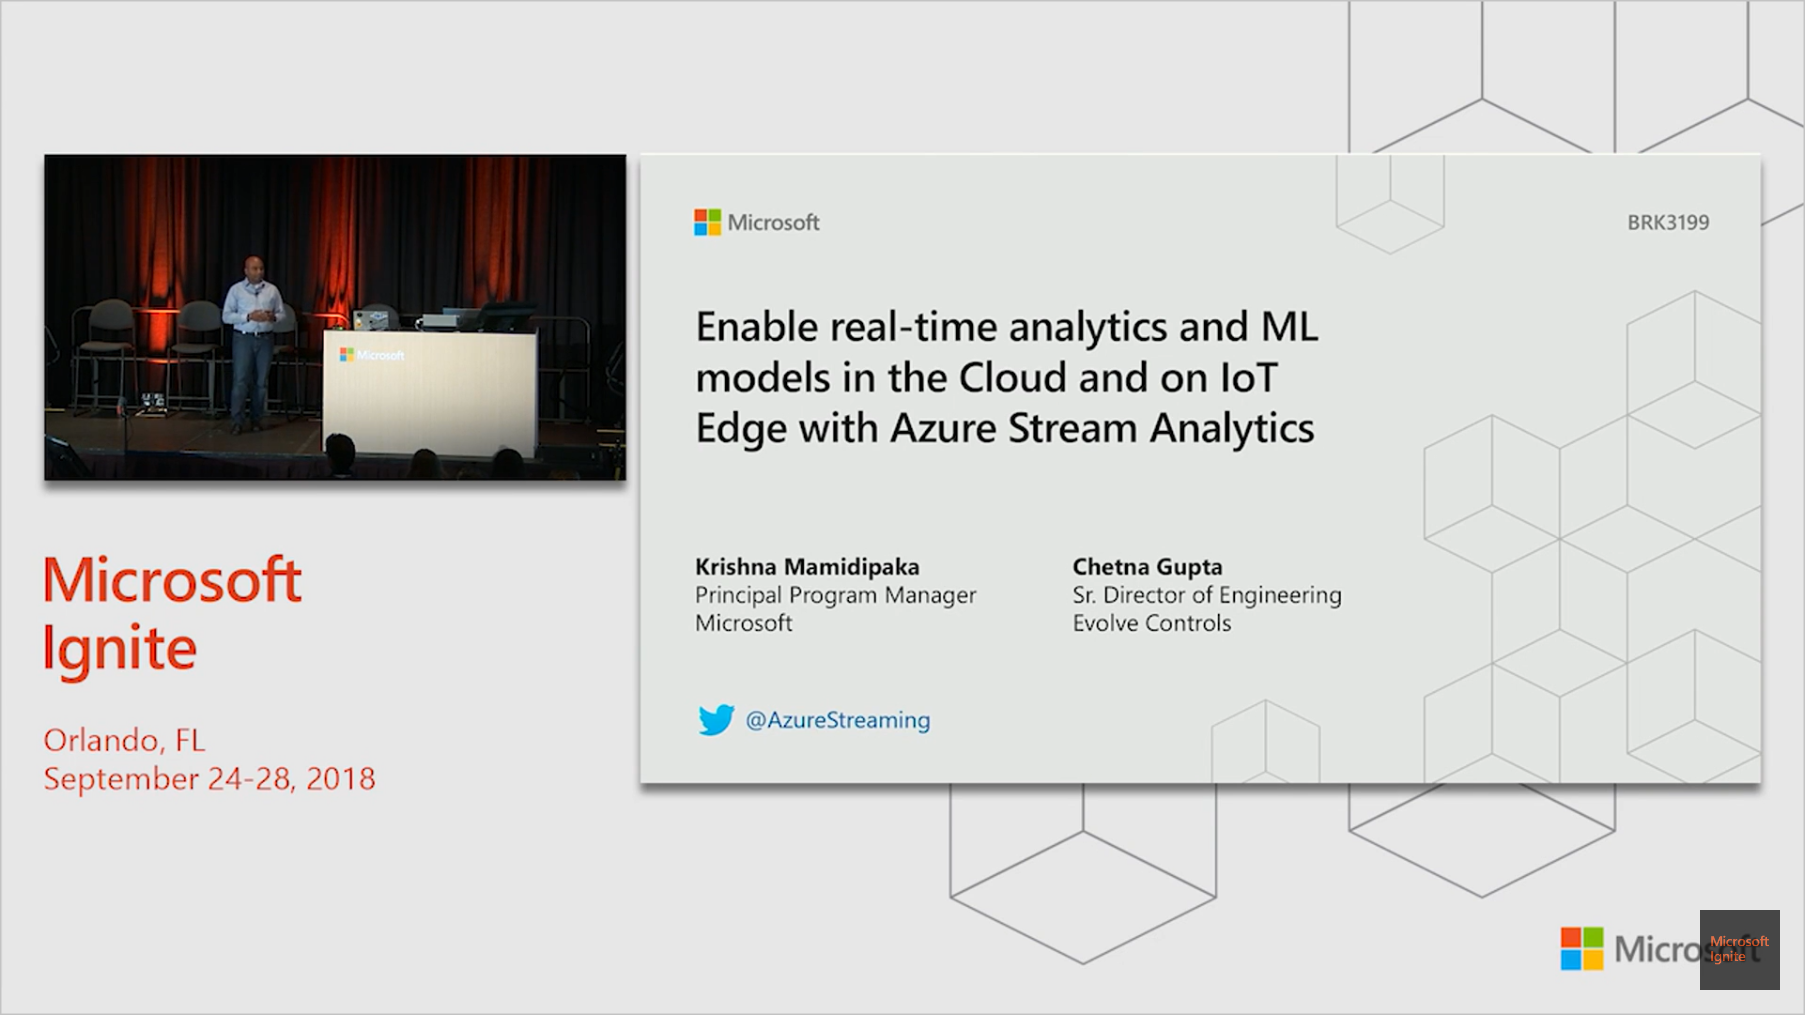 Microsoft
Microsoft
Ignite
Orlando, FL
September 24-28, 2018
Microsoft
BRK3199
Enable real-time analytics and ML
models in the Cloud and on IoT
Edge with Azure Stream Analytics
Krishna Mamidipaka
Principal Program Manager
Microsoft
Chetna Gupta
Sr. Director of Engineering
Evolve Controls
@AzureStreaming
Microsoft
Microsoft
Ignite